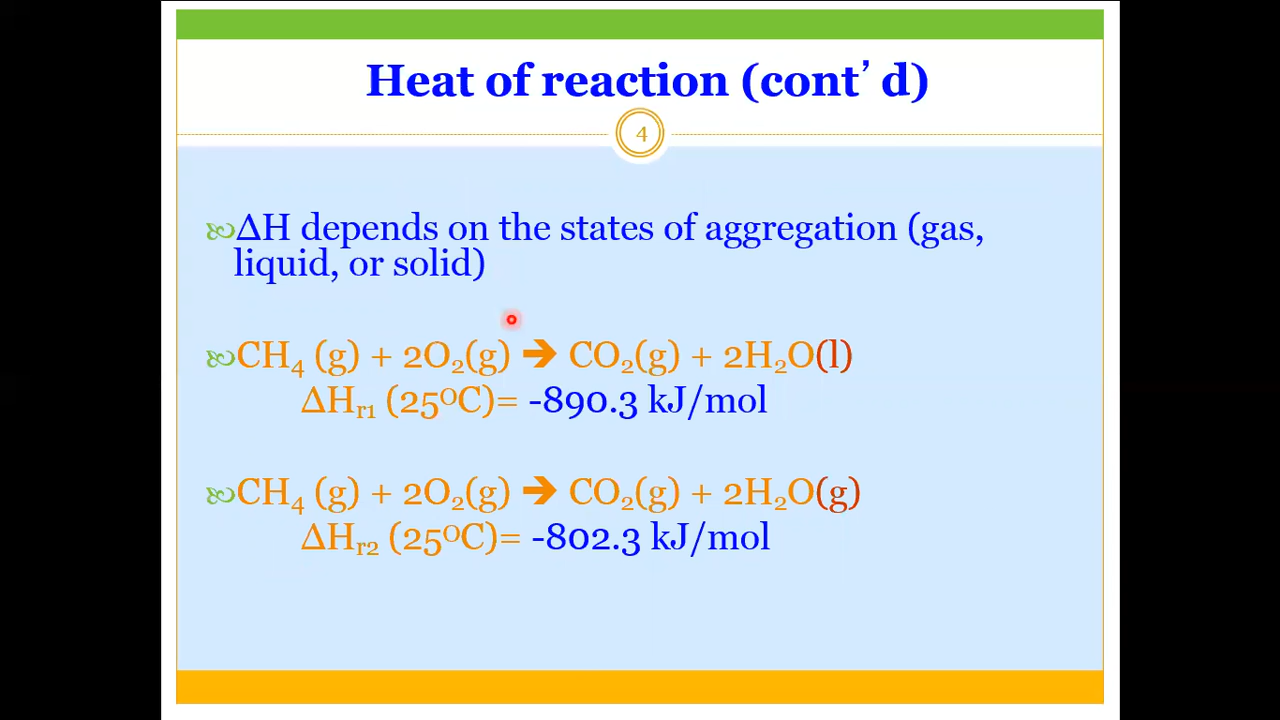 Heat of reaction (cont’ d)
4
ΔH depends on the states of aggregation (gas,
liquid, or solid)
CH₄ (g) + 2O₂(g) ➔ CO₂(g) + 2H₂O(l)
ΔHr1 (25ᴼC)= -890.3 kJ/mol
CH₄ (g) + 2O₂(g) ➔ CO₂(g) + 2H₂O(g)
ΔHr2 (25ᴼC)= -802.3 kJ/mol